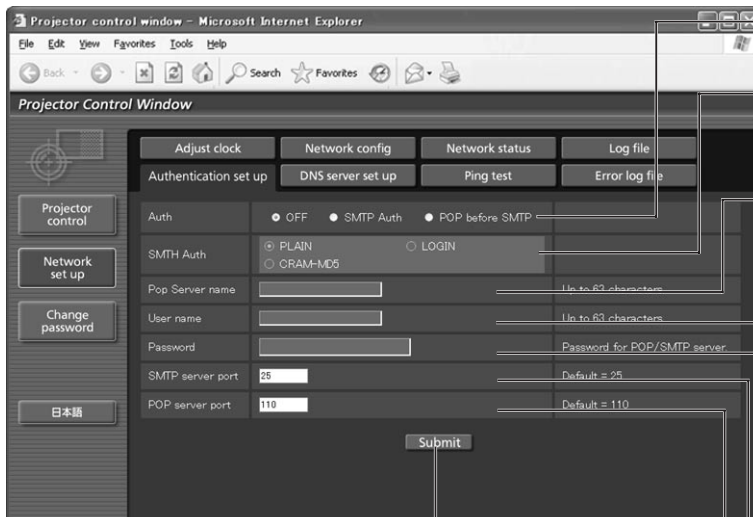 Projector control window - Microsoft Internet Explorer
File Edit View Favorites Tools Help
Back Search Favorites
Projector Control Window
Adjust clock Network config Network status Log file
Authentication set up DNS server set up Ping test Error log file
Projector control
Network set up
Change password
日本語
Auth OFF SMTP Auth POP before SMTP
SMTH Auth PLAIN LOGIN
CRAM-MD5
Pop Server name Up to 63 characters
User name Up to 63 characters
Password Password for POP/SMTP server.
SMTP server port 25 Default = 25
POP server port 110 Default = 110
Submit